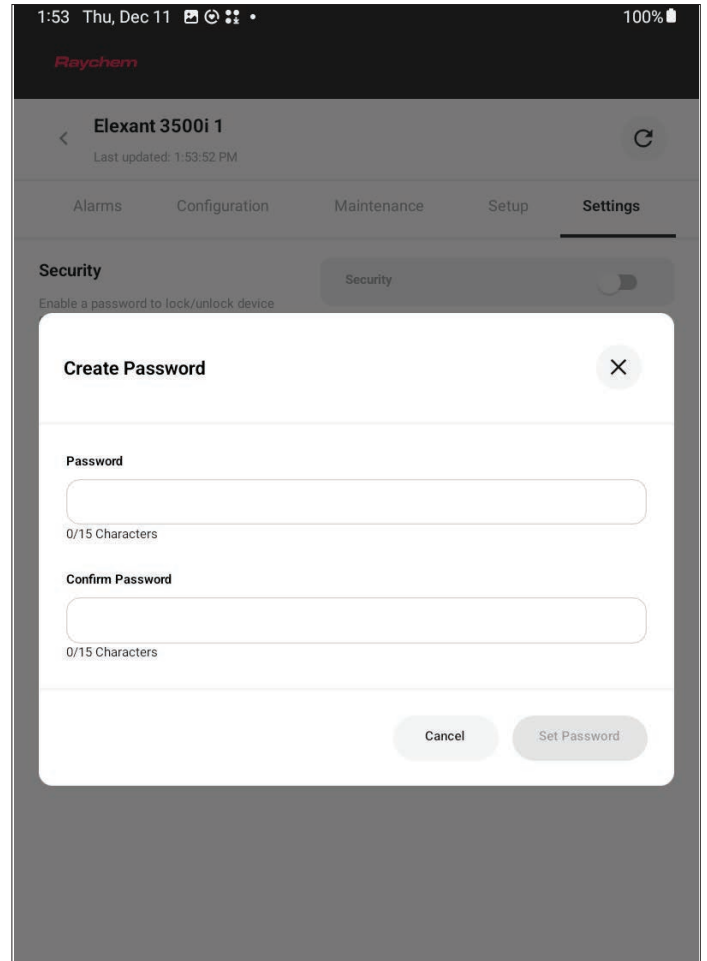 1:53 Thu, Dec 11 100%
Raychem
Elexant 3500i 1
Last updated: 1:53:52 PM
Alarms Configuration Maintenance Setup Settings
Security Security
Enable a password to lock/unlock device
Create Password
Password
0/15 Characters
Confirm Password
0/15 Characters
Cancel Set Password